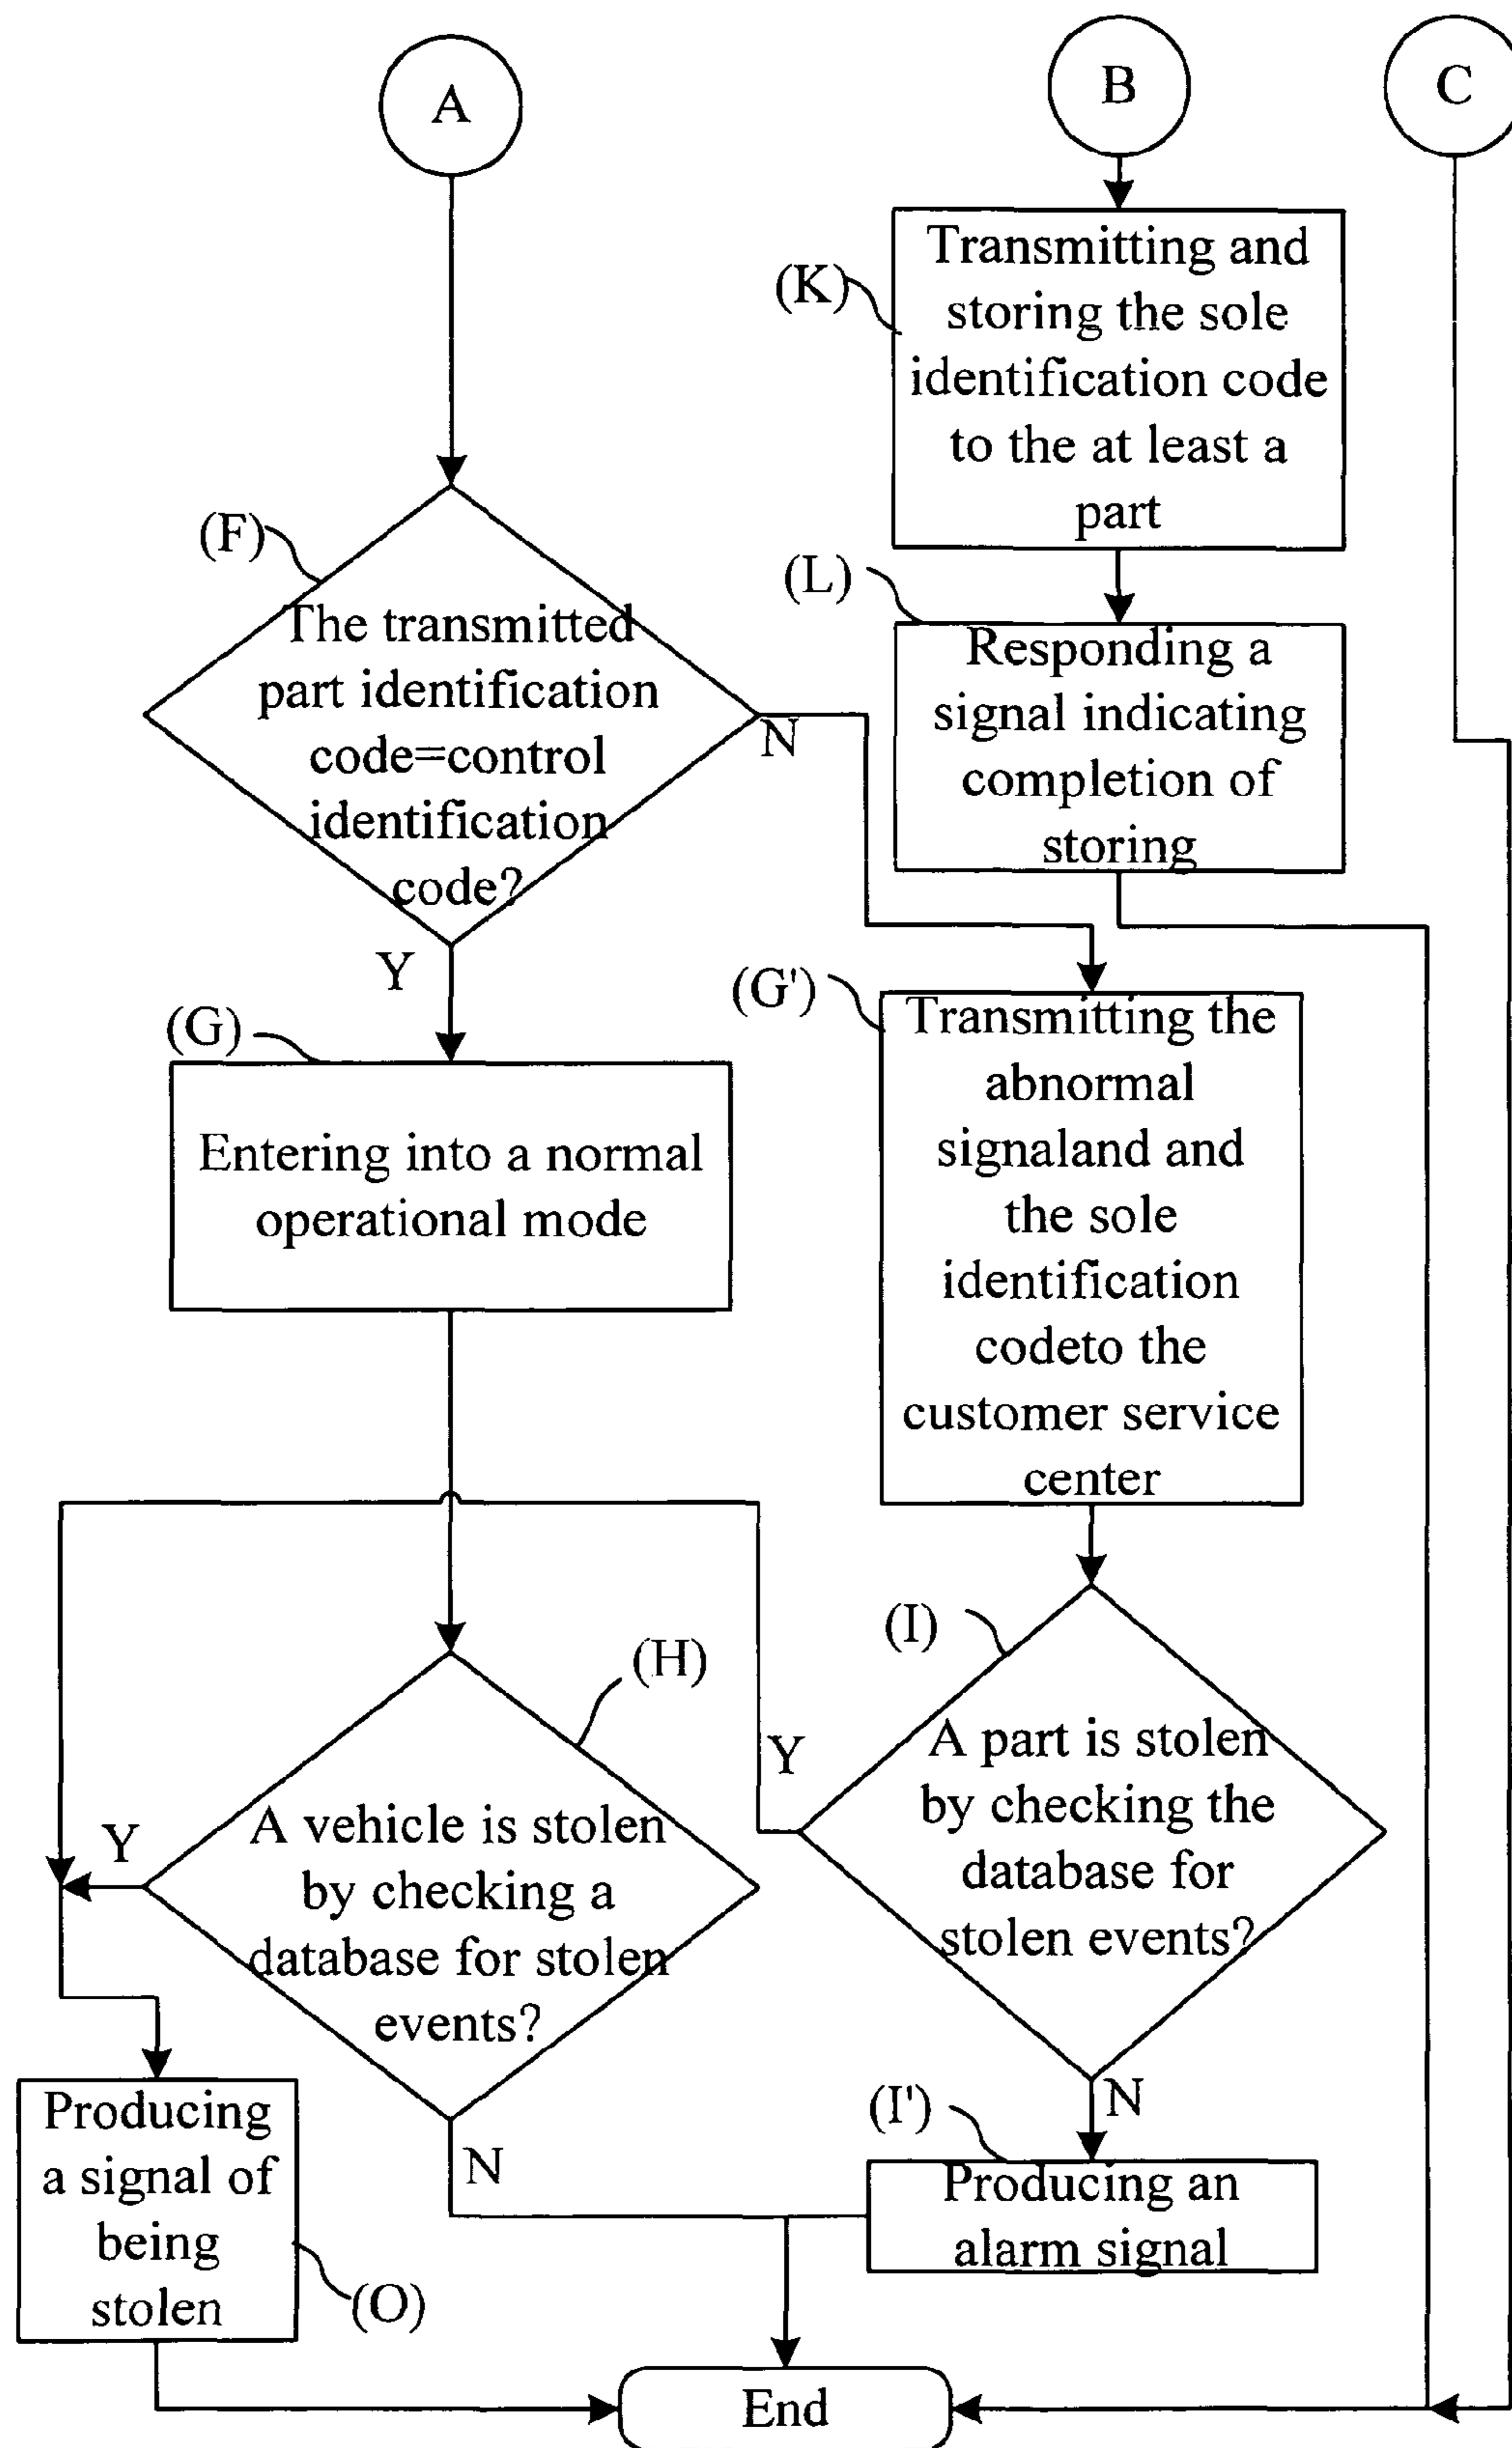 A
B
C
(K)
Transmitting and
storing the sole
identification code
to the at least a
part
(F)
The transmitted
part identification
code=control
identification
code?
N
Y
(L)
Responding a
signal indicating
completion of
storing
(G)
Entering into a normal
operational mode
(G')
Transmitting the
abnormal
signaland and
the sole
identification
codeto the
customer service
center
(H)
A vehicle is stolen
by checking a
database for stolen
events?
Y
N
(I)
A part is stolen
by checking the
database for
stolen events?
Y
N
(I')
Producing an
alarm signal
Producing
a signal of
being
stolen
(O)
End